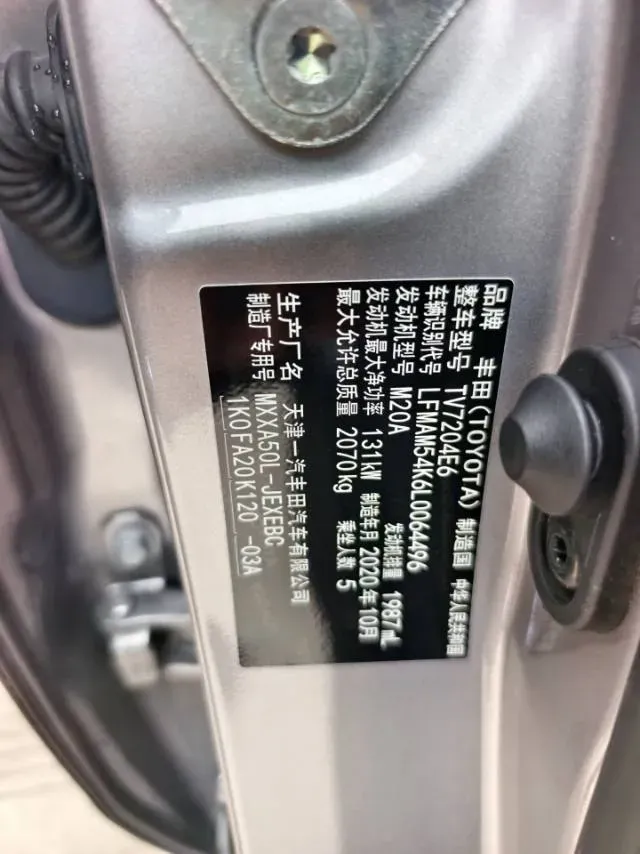 品牌 丰田(TOYOTA) 制造国 中华人民共和国
整车型号 TV7204E6
车辆识别代号 LFMAM54K6L0064496
发动机型号 M20A 发动机排量 1987mL
发动机最大净功率 131kW 制造年月 2020年10月
最大允许总质量 2070kg 乘坐人数 5
生产厂名 天津一汽丰田汽车有限公司
制造厂专用号 MXXA50L-JEXEBC
1K0FA20K120 -03A